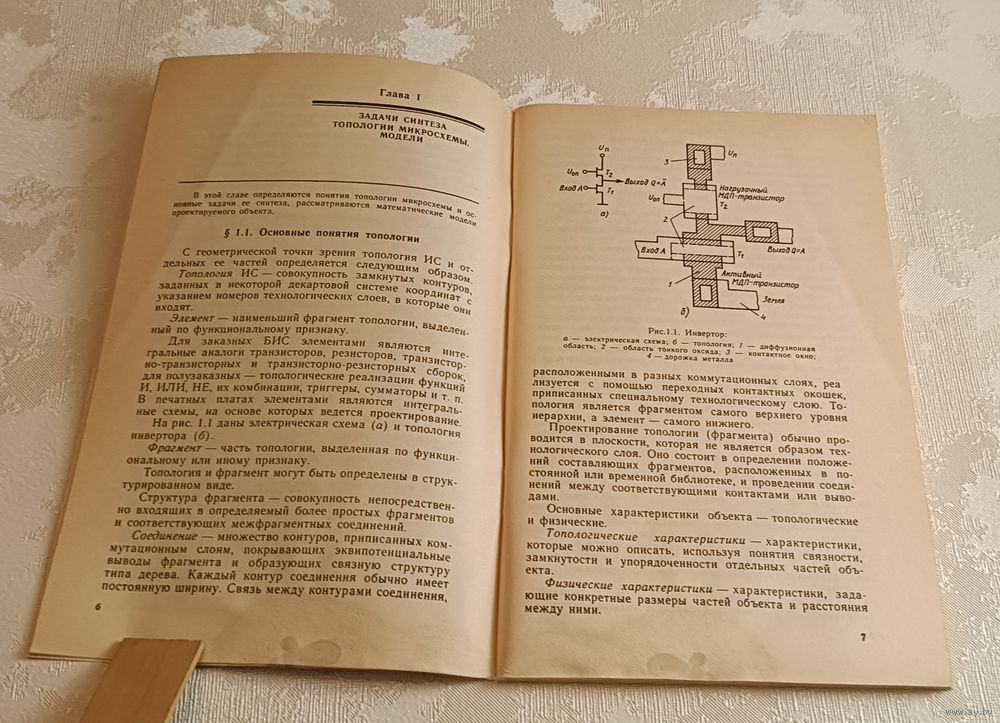 Глава 1
ЗАДАЧИ СИНТЕЗА
ТОПОЛОГИИ МИКРОСХЕМЫ.
МОДЕЛИ
В этой главе определяются понятия топологии микросхемы и ос-
новные задачи ее синтеза, рассматриваются математические модели
проектируемого объекта.
§ 1.1. Основные понятия топологии
С геометрической точки зрения топология ИС и от-
дельных ее частей определяется следующим образом.
Топология ИС — совокупность замкнутых контуров,
заданных в некоторой декартовой системе координат с
указанием номеров технологических слоев, в которые они
входят.
Элемент — наименьший фрагмент топологии, выделен-
ный по функциональному признаку.
Для заказных БИС элементами являются инте-
гральные аналоги транзисторов, резисторов, транзистор-
но-транзисторных и транзисторно-резисторных сборок,
для полузаказных — топологические реализации функций
И, ИЛИ, НЕ, их комбинации, триггеры, сумматоры и т. п.
В печатных платах элементами являются интеграль-
ные схемы, на основе которых ведется проектирование.
На рис. 1.1 даны электрическая схема (а) и топология
инвертора (б).
Фрагмент — часть топологии, выделенная по функци-
ональному или иному признаку.
Топология и фрагмент могут быть определены в струк-
турированном виде.
Структура фрагмента — совокупность непосредствен-
но входящих в определяемый более простых фрагментов
и соответствующих межфрагментных соединений.
Соединение — множество контуров, приписанных ком-
мутационным слоям, покрывающих эквипотенциальные
выводы фрагмента и образующих связную структуру
типа дерева. Каждый контур соединения обычно имеет
постоянную ширину. Связь между контурами соединения,
6
Uп
Uоп
T2
Выход Q=Ā
Вход А
T1
а)
3
Uп
Нагрузочный
МДП-транзистор
T2
Uоп
2
Вход А
T1
Выход Q=A
1
Активный
МДП-транзистор
Земля
б)
4
Рис.1.1. Инвертор:
а — электрическая схема; б — топология; 1 — диффузионная
область; 2 — область тонкого оксида; 3 — контактное окно;
4 — дорожка металла
расположенными в разных коммутационных слоях, реа
лизуется с помощью переходных контактных окошек,
приписанных специальному технологическому слою. То-
пология является фрагментом самого верхнего уровня
иерархии, а элемент — самого нижнего.
Проектирование топологии (фрагмента) обычно про-
водится в плоскости, которая не является образом тех-
нологического слоя. Оно состоит в определении положе-
ний составляющих фрагментов, расположенных в по-
стоянной или временной библиотеке, и проведении соеди-
нений между соответствующими контактами или выво-
дами.
Основные характеристики объекта — топологические
и физические.
Топологические характеристики — характеристики,
которые можно описать, используя понятия связности,
замкнутости и упорядоченности отдельных частей объ-
екта.
Физические характеристики — характеристики, зада-
ющие конкретные размеры частей объекта и расстояния
между ними.
7
www.ay.by